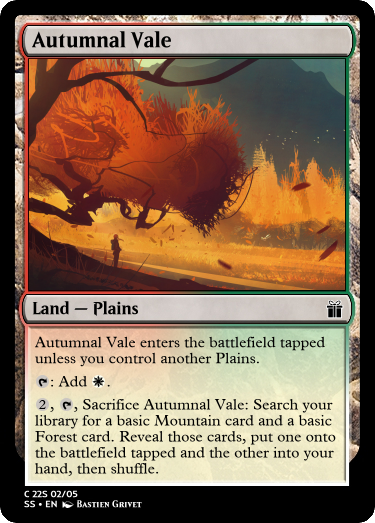 Autumnal Vale
Land — Plains
Autumnal Vale enters the battlefield tapped
unless you control another Plains.
: Add .
2, , Sacrifice Autumnal Vale: Search your
library for a basic Mountain card and a basic
Forest card. Reveal those cards, put one onto
the battlefield tapped and the other into your
hand, then shuffle.
C 22S 02/05
SS • EN Bastien Grivet